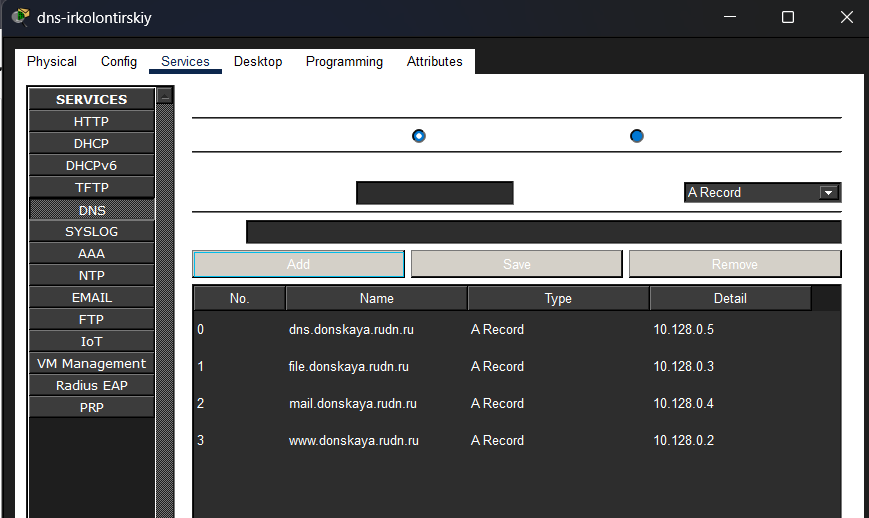 dns-irkolontirskiy
Physical Config Services Desktop Programming Attributes
SERVICES
HTTP
DHCP
DHCPv6
TFTP
DNS
SYSLOG
AAA
NTP
EMAIL
FTP
IoT
VM Management
Radius EAP
PRP
A Record
Add Save Remove
No. Name Type Detail
0 dns.donskaya.rudn.ru A Record 10.128.0.5
1 file.donskaya.rudn.ru A Record 10.128.0.3
2 mail.donskaya.rudn.ru A Record 10.128.0.4
3 www.donskaya.rudn.ru A Record 10.128.0.2